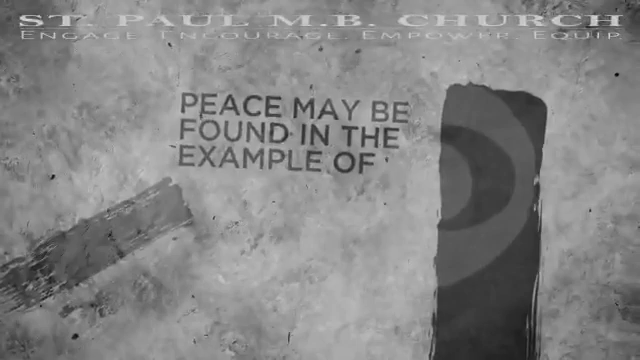 ST. PAUL M.B. CHURCH
ENGAGE. ENCOURAGE. EMPOWER. EQUIP.
PEACE MAY BE
FOUND IN THE
EXAMPLE OF